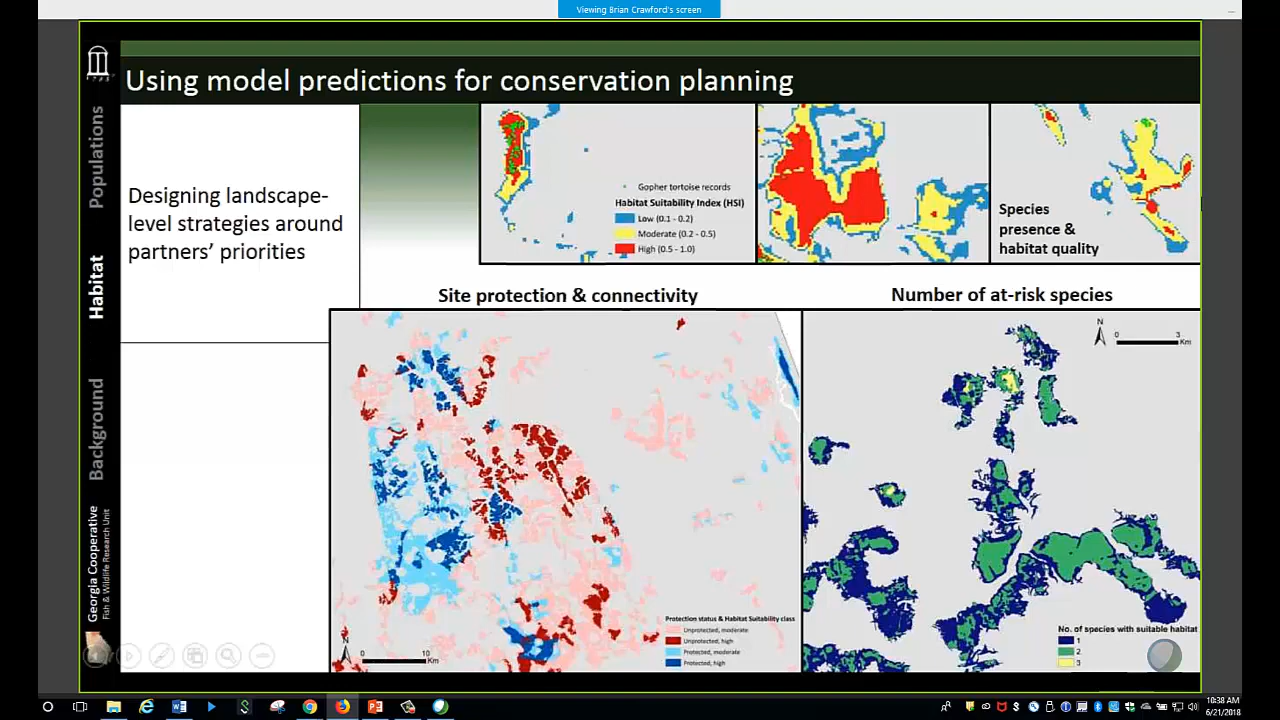 Viewing Brian Crawford's screen
Using model predictions for conservation planning
Populations
Habitat
Background
Georgia Cooperative
Fish & Wildlife Research Unit
Designing landscape-
level strategies around
partners' priorities
Gopher tortoise records
Habitat Suitability Index (HSI)
Low (0.1 - 0.2)
Moderate (0.2 - 0.5)
High (0.5 - 1.0)
Species
presence &
habitat quality
Site protection & connectivity
Number of at-risk species
N
0 3
Km
Protection status & Habitat Suitability class
Unprotected, moderate
Unprotected, high
Protected, moderate
Protected, high
N
0 10
Km
No. of species with suitable habitat
1
2
3
10:38 AM
6/21/2018